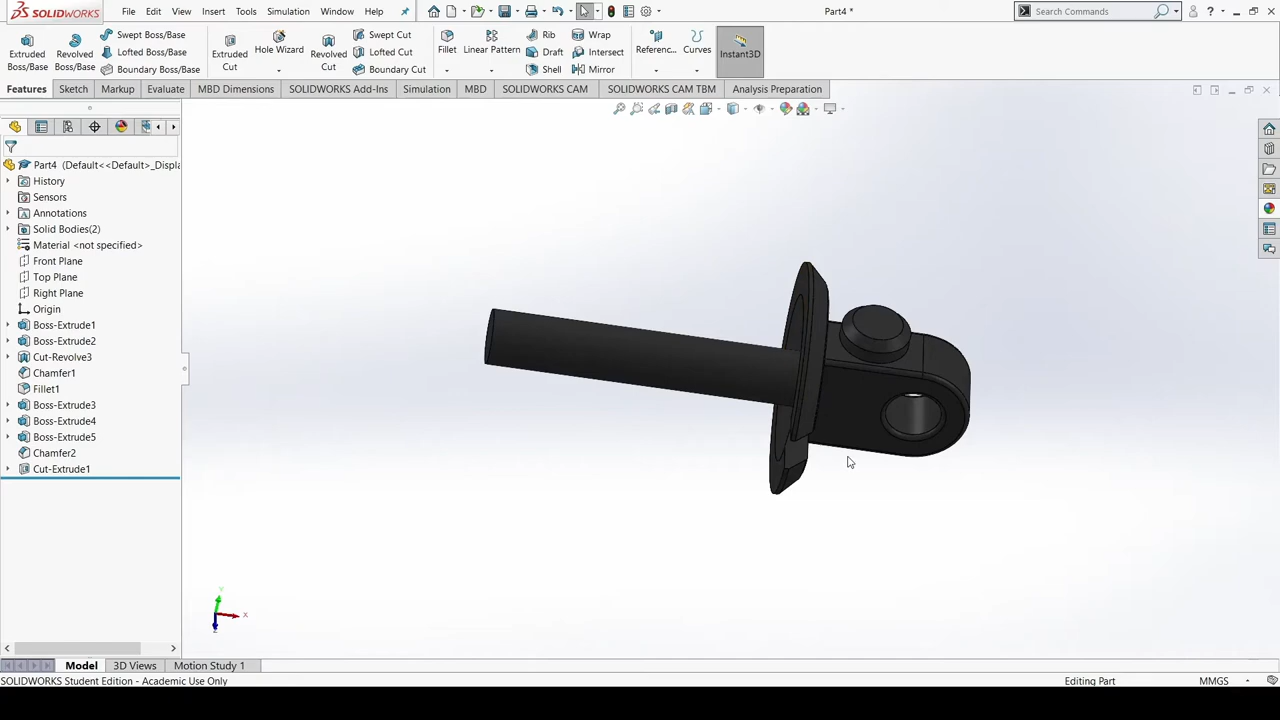 SOLIDWORKS File Edit View Insert Tools Simulation Window Help Part4 * Search Commands
Extruded Boss/Base
Revolved Boss/Base
Swept Boss/Base
Lofted Boss/Base
Boundary Boss/Base
Extruded Cut
Hole Wizard
Revolved Cut
Swept Cut
Lofted Cut
Boundary Cut
Fillet
Linear Pattern
Rib
Draft
Shell
Wrap
Intersect
Mirror
Referenc...
Curves
Instant3D
Features Sketch Markup Evaluate MBD Dimensions SOLIDWORKS Add-Ins Simulation MBD SOLIDWORKS CAM SOLIDWORKS CAM TBM Analysis Preparation
Part4 (Default<<Default>_Displa
History
Sensors
Annotations
Solid Bodies(2)
Material <not specified>
Front Plane
Top Plane
Right Plane
Origin
Boss-Extrude1
Boss-Extrude2
Cut-Revolve3
Chamfer1
Fillet1
Boss-Extrude3
Boss-Extrude4
Boss-Extrude5
Chamfer2
Cut-Extrude1
Y
X
Z
Model 3D Views Motion Study 1
SOLIDWORKS Student Edition - Academic Use Only Editing Part MMGS